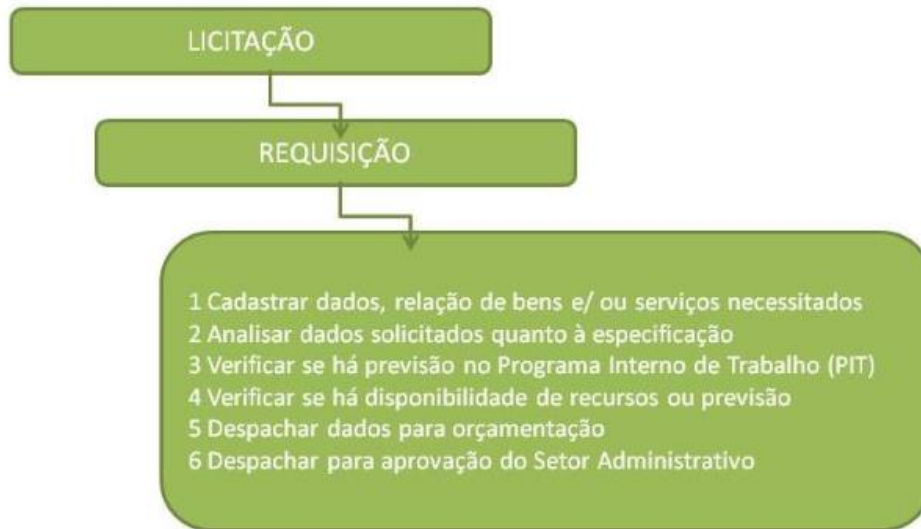 LICITAÇÃO
REQUISIÇÃO
1 Cadastrar dados, relação de bens e/ ou serviços necessitados
2 Analisar dados solicitados quanto à especificação
3 Verificar se há previsão no Programa Interno de Trabalho (PIT)
4 Verificar se há disponibilidade de recursos ou previsão
5 Despachar dados para orçamentação
6 Despachar para aprovação do Setor Administrativo